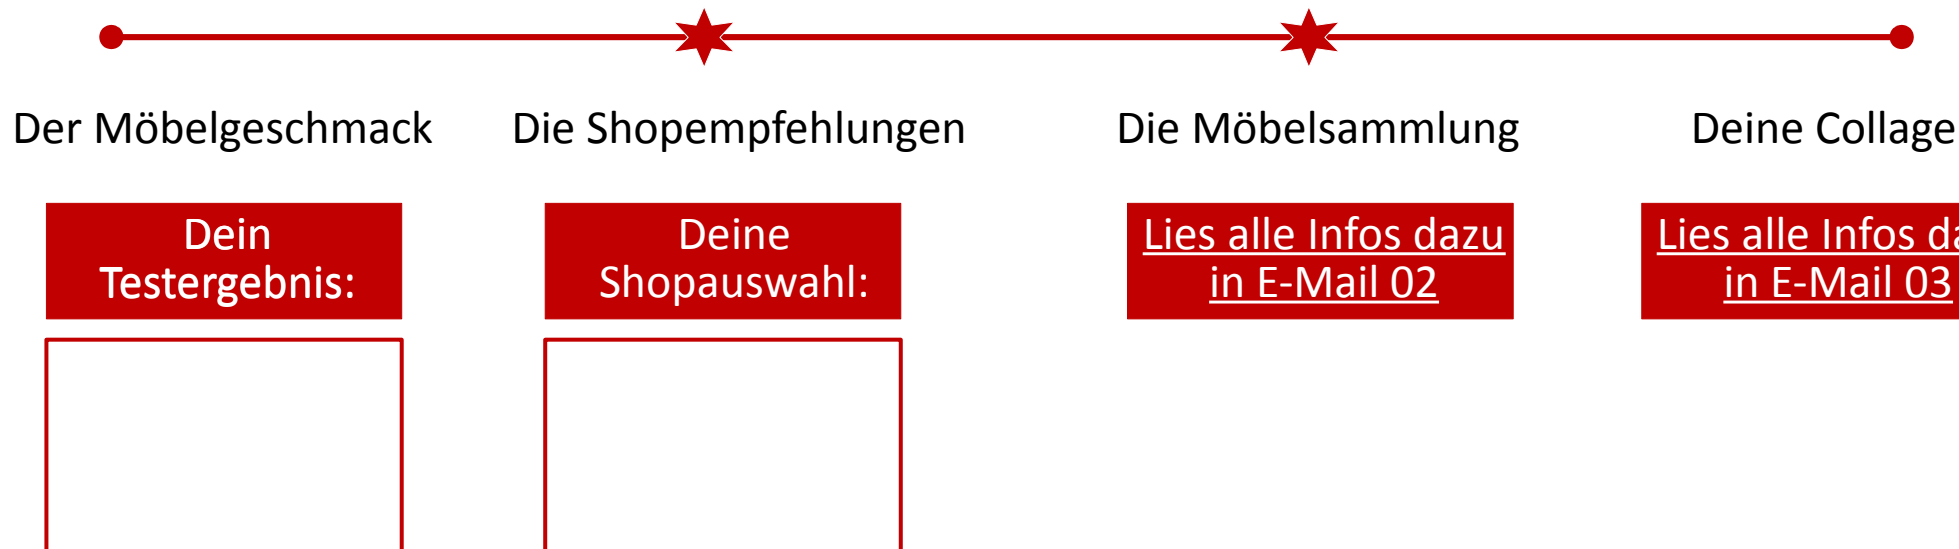 Der Möbelgeschmack
Die Shopempfehlungen
Die Möbelsammlung
Deine Collage
Dein
Testergebnis:
Deine
Shopauswahl:
Lies alle Infos dazu
in E-Mail 02
Lies alle Infos
in E-Mail 03